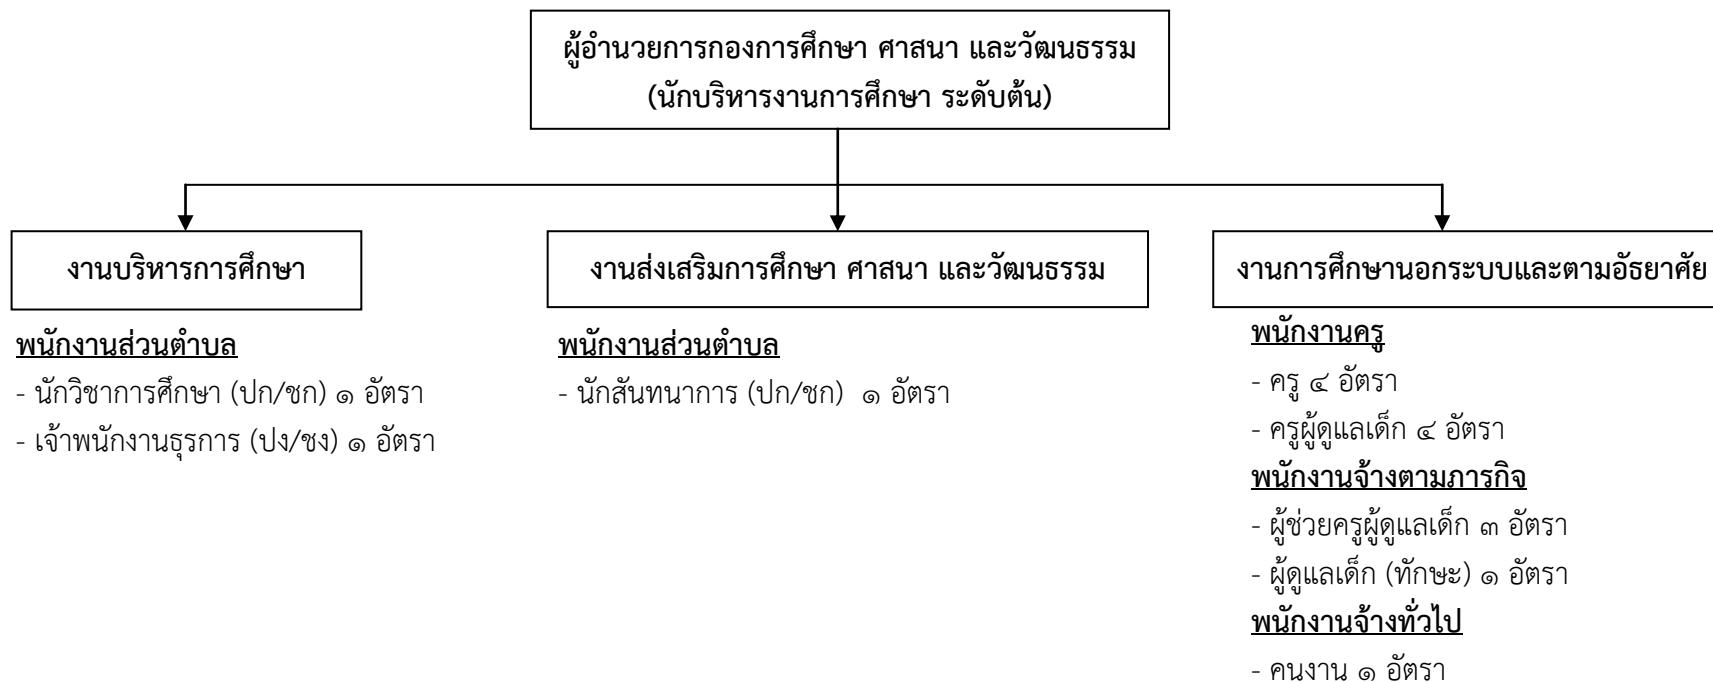 ผู้อำนวยการกองการศึกษา ศาสนา และวัฒนธรรม
(นักบริหารงานการศึกษา ระดับต้น)
งานบริหารการศึกษา
พนักงานส่วนตำบล
- นักวิชาการศึกษา (ปก/ชก) ๑ อัตรา
- เจ้าพนักงานธุรการ (ปง/ชง) ๑ อัตรา
งานส่งเสริมการศึกษา ศาสนา และวัฒนธรรม
พนักงานส่วนตำบล
- นักสันทนาการ (ปก/ชก) ๑ อัตรา
งานการศึกษานอกระบบและตามอัธยาศัย
พนักงานครู
- ครู ๔ อัตรา
- ครูผู้ดูแลเด็ก ๔ อัตรา
พนักงานจ้างตามภารกิจ
- ผู้ช่วยครูผู้ดูแลเด็ก ๓ อัตรา
- ผู้ดูแลเด็ก (ทักษะ) ๑ อัตรา
พนักงานจ้างทั่วไป
- คนงาน ๑ อัตรา